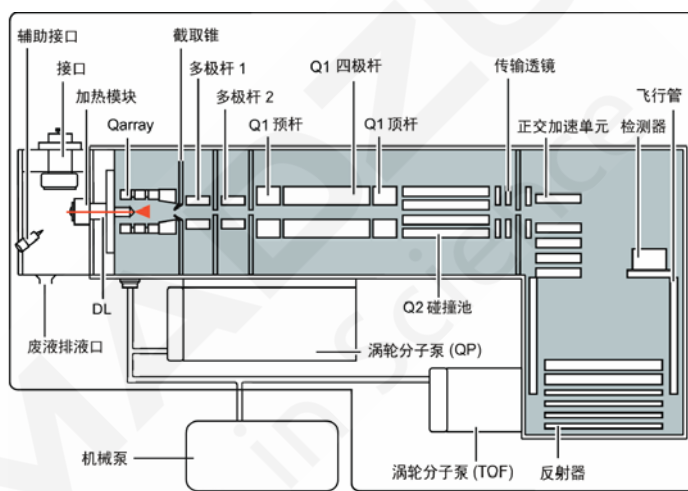 辅助接口
接口
加热模块
Qarray
截取锥
多极杆 1
多极杆 2
Q1 四极杆
Q1 预杆
Q1 顶杆
传输透镜
正交加速单元
检测器
飞行管
DL
废液排液口
Q2 碰撞池
涡轮分子泵 (QP)
机械泵
涡轮分子泵 (TOF)
反射器
in Science